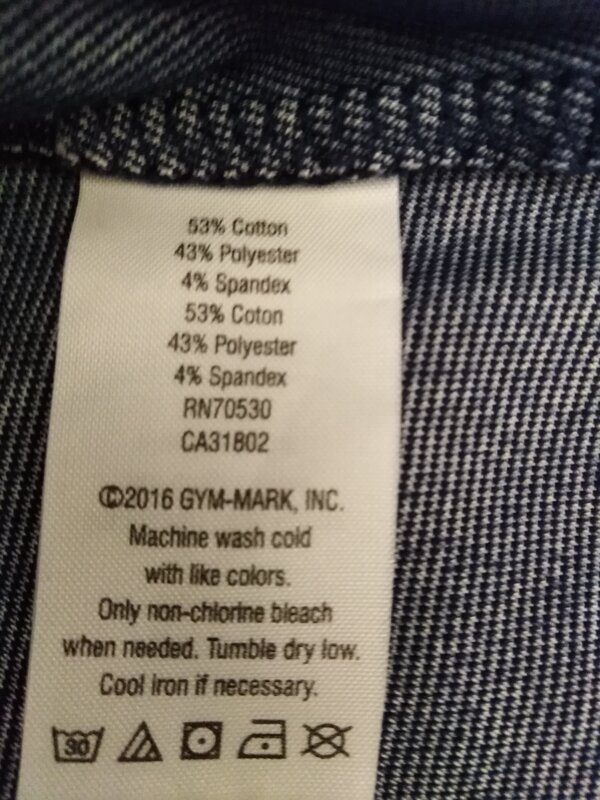 53% Cotton
43% Polyester
4% Spandex
53% Coton
43% Polyester
4% Spandex
RN70530
CA31802
©2016 GYM-MARK, INC.
Machine wash cold
with like colors.
Only non-chlorine bleach
when needed. Tumble dry low.
Cool iron if necessary.
30